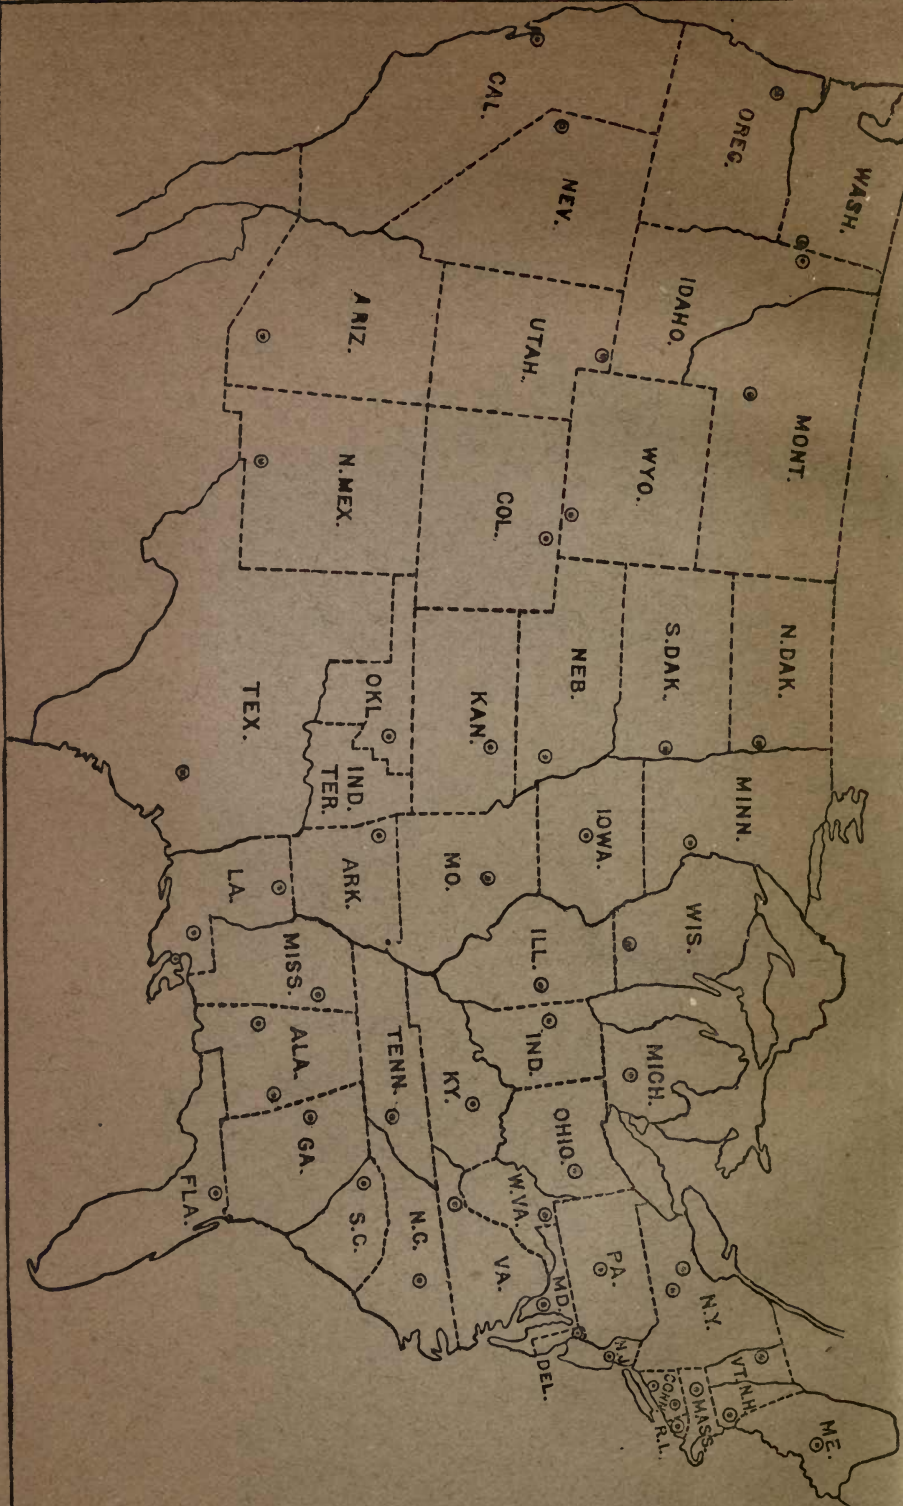 WASH.
OREG.
CAL.
NEV.
IDAHO.
MONT.
WYO.
UTAH.
ARIZ.
N.MEX.
COL.
N.DAK.
S.DAK.
NEB.
KAN.
OKL
IND.
TER.
TEX.
MINN.
IOWA.
MO.
ARK.
LA.
WIS.
ILL.
MICH.
IND.
OHIO.
KY.
TENN.
MISS.
ALA.
GA.
FLA.
S.C.
N.C.
VA.
W.VA.
MD.
DEL.
PA.
N.J.
N.Y.
CONN.
R.I.
MASS.
VT.
N.H.
ME.